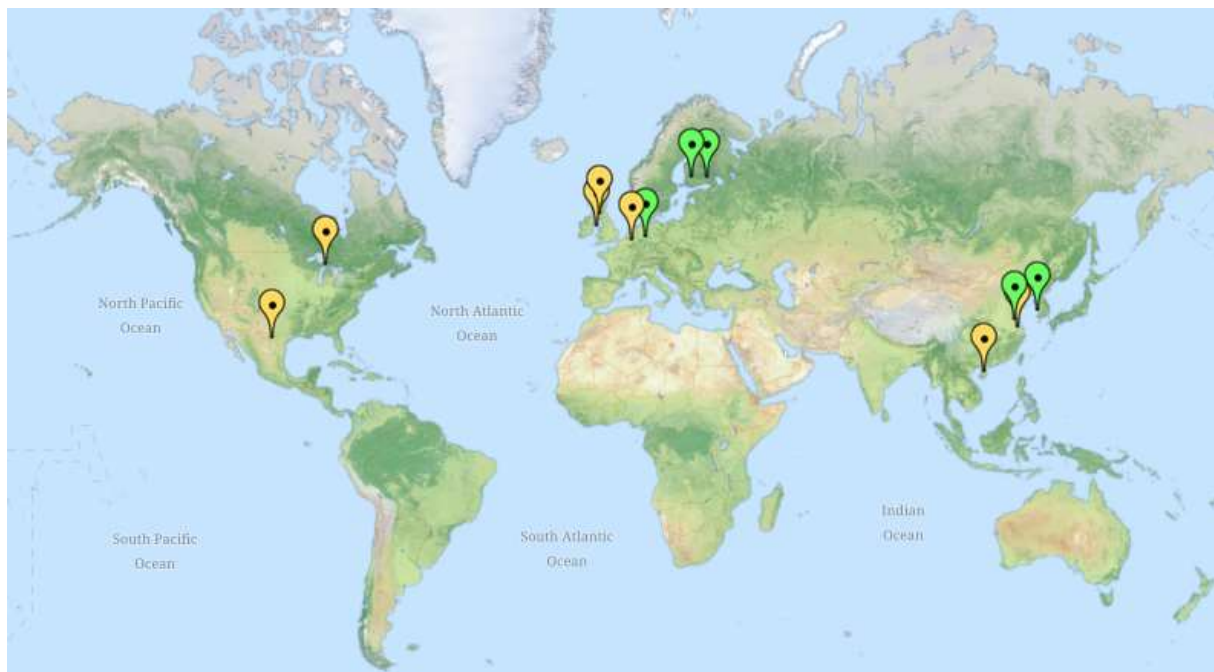 North Pacific
Ocean
North Atlantic
Ocean
South Pacific
Ocean
South Atlantic
Ocean
Indian
Ocean